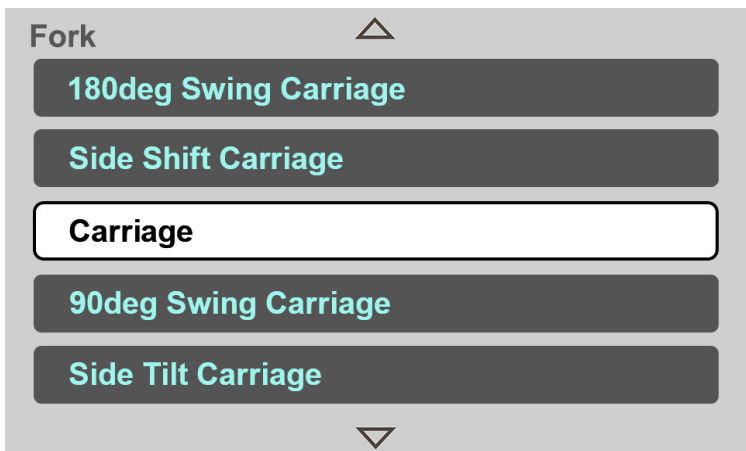 Fork
180deg Swing Carriage
Side Shift Carriage
Carriage
90deg Swing Carriage
Side Tilt Carriage